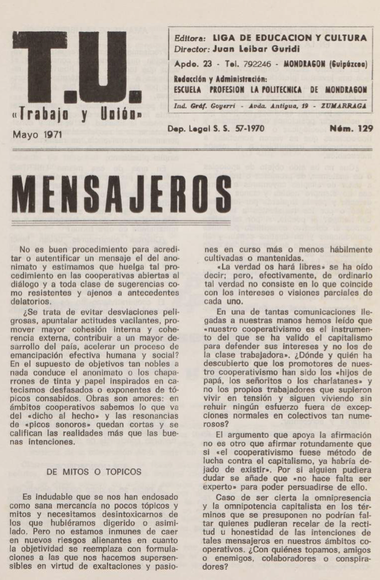 T.U.
«Trabajo y Unión»
Mayo 1971
Editora: LIGA DE EDUCACION Y CULTURA
Director: Juan Leibar Guridi
Apdo. 23 - Tel. 792246 - MONDRAGON (Guipúzcoa)
Redacción y Administración:
ESCUELA PROFESION LA POLITECNICA DE MONDRAGON
Ind. Gráf. Gogerri - Avda. Antigua, 19 - ZUMARRAGA
Dep. Legal S. S. 57-1970 Núm. 129
MENSAJEROS
No es buen procedimiento para acredi-
tar o autentificar un mensaje el del ano-
nimato y estimamos que huelga tal pro-
cedimiento en las cooperativas abiertas al
diálogo y a toda clase de sugerencias co-
mo resistentes y ajenos a antecedentes
delatorios.
¿Se trata de evitar desviaciones peli-
grosas, apuntalar actitudes vacilantes, pro-
mover mayor cohesión interna y cohe-
rencia externa, contribuir a un mayor de-
sarrollo del país, acelerar un proceso de
emancipación efectiva humana y social?
En el supuesto de objetivos tan nobles a
nada conduce el anonimato o los chapa-
rrones de tinta y papel inspirados en ca-
tecismos desfasados o exponentes de tó-
picos consabidos. Obras son amores: en
ámbitos cooperativos sabemos lo que va
del «dicho al hecho» y las resonancias
de «picos sonoros» quedan cortas y se
califican las realidades más que las bue-
nas intenciones.
DE MITOS O TOPICOS
Es indudable que se nos han endosado
como sana mercancía no pocos tópicos y
mitos y necesitamos desintoxicarnos de
los que hubiéramos digerido o asimi-
lado. Pero no estamos inmunes de caer
en nuevos riesgos alienantes en cuanto
la objetividad se reemplaza con formula-
ciones a las que nos hacemos supersen-
sibles en virtud de exaltaciones y pasio-
nes en curso más o menos hábilmente
cultivadas o mantenidas.
«La verdad os hará libres» se ha oído
decir; pero, efectivamente, de ordinario
tal verdad no consiste en lo que coincide
con los intereses o visiones parciales de
cada uno.
En una de tantas comunicaciones lle-
gadas a nuestras manos hemos leído que
«nuestro cooperativismo es el instrumen-
to del que se ha valido el capitalismo
para defender sus intereses y no los de
la clase trabajadora». ¿Dónde y quién ha
descubierto que los promotores de nues-
tro cooperativismo han sido los «hijos de
papá, los señoritos o los charlatanes» y
no los propios trabajadores que supieron
vivir en tensión y siguen viviendo sin
rehuir ningún esfuerzo fuera de excep-
ciones normales en colectivos tan nume-
rosos?
El argumento que apoya la afirmación
no es otro que afirmar rotundamente que
si «el cooperativismo fuese método de
lucha contra el capitalismo, ya habría de-
jado de existir». Por si alguien pudiera
dudar se añade que «no hace falta ser
experto» para poder persuadirse de ello.
Caso de ser cierta la omnipresencia
y la omnipotencia capitalista en los tér-
minos que se presuponen no podrían fal-
tar quienes pudieran recelar de la recti-
tud u honestidad de las intenciones de
tales mensajeros en nuestros ámbitos co-
operativos. ¿Con quiénes topamos, amigos
o enemigos, colaboradores o conspira-
dores?